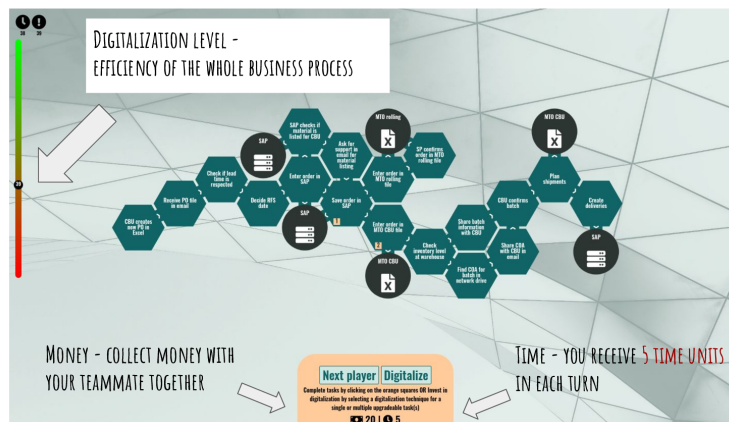 38 39
DIGITALIZATION LEVEL -
EFFICIENCY OF THE WHOLE BUSINESS PROCESS
39
CBU creates
new PO in
Excel
Receive PO file
in email
Check if lead
time is
respected
Decide RTS
date
SAP
SAP checks if
material is
listed for CBU
Enter order in
SAP
SAP
Ask for
support in
email for
material
listing
Save order in
SAP
1
MTO rolling
X
Enter order in
MTO rolling
file
SP confirms
order in MTO
rolling file
Enter order in
MTO CBU file
2
MTO CBU
X
Check
inventory level
at warehouse
Find COA for
batch in
network drive
Share batch
information
with CBU
Share COA
with CBU in
email
CBU confirms
batch
MTO CBU
X
Plan
shipments
Create
deliveries
SAP
MONEY - COLLECT MONEY WITH
YOUR TEAMMATE TOGETHER
Next player Digitalize
Complete tasks by clicking on the orange squares OR Invest in
digitalization by selecting a digitalization technique for a
single or multiple upgradeable task(s)
20 | 5
TIME - YOU RECEIVE 5 TIME UNITS
IN EACH TURN